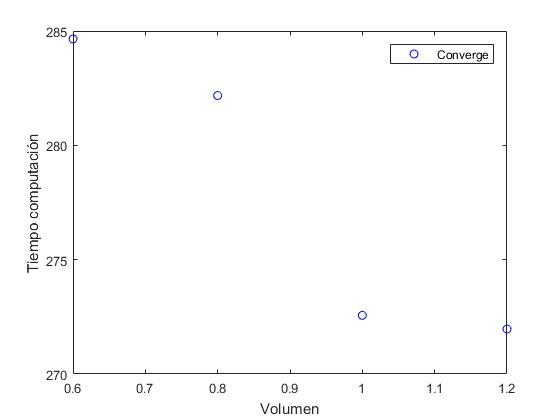 285
Converge
280
Tiempo computación
275
270
0.6 0.7 0.8 0.9 1 1.1 1.2
Volumen